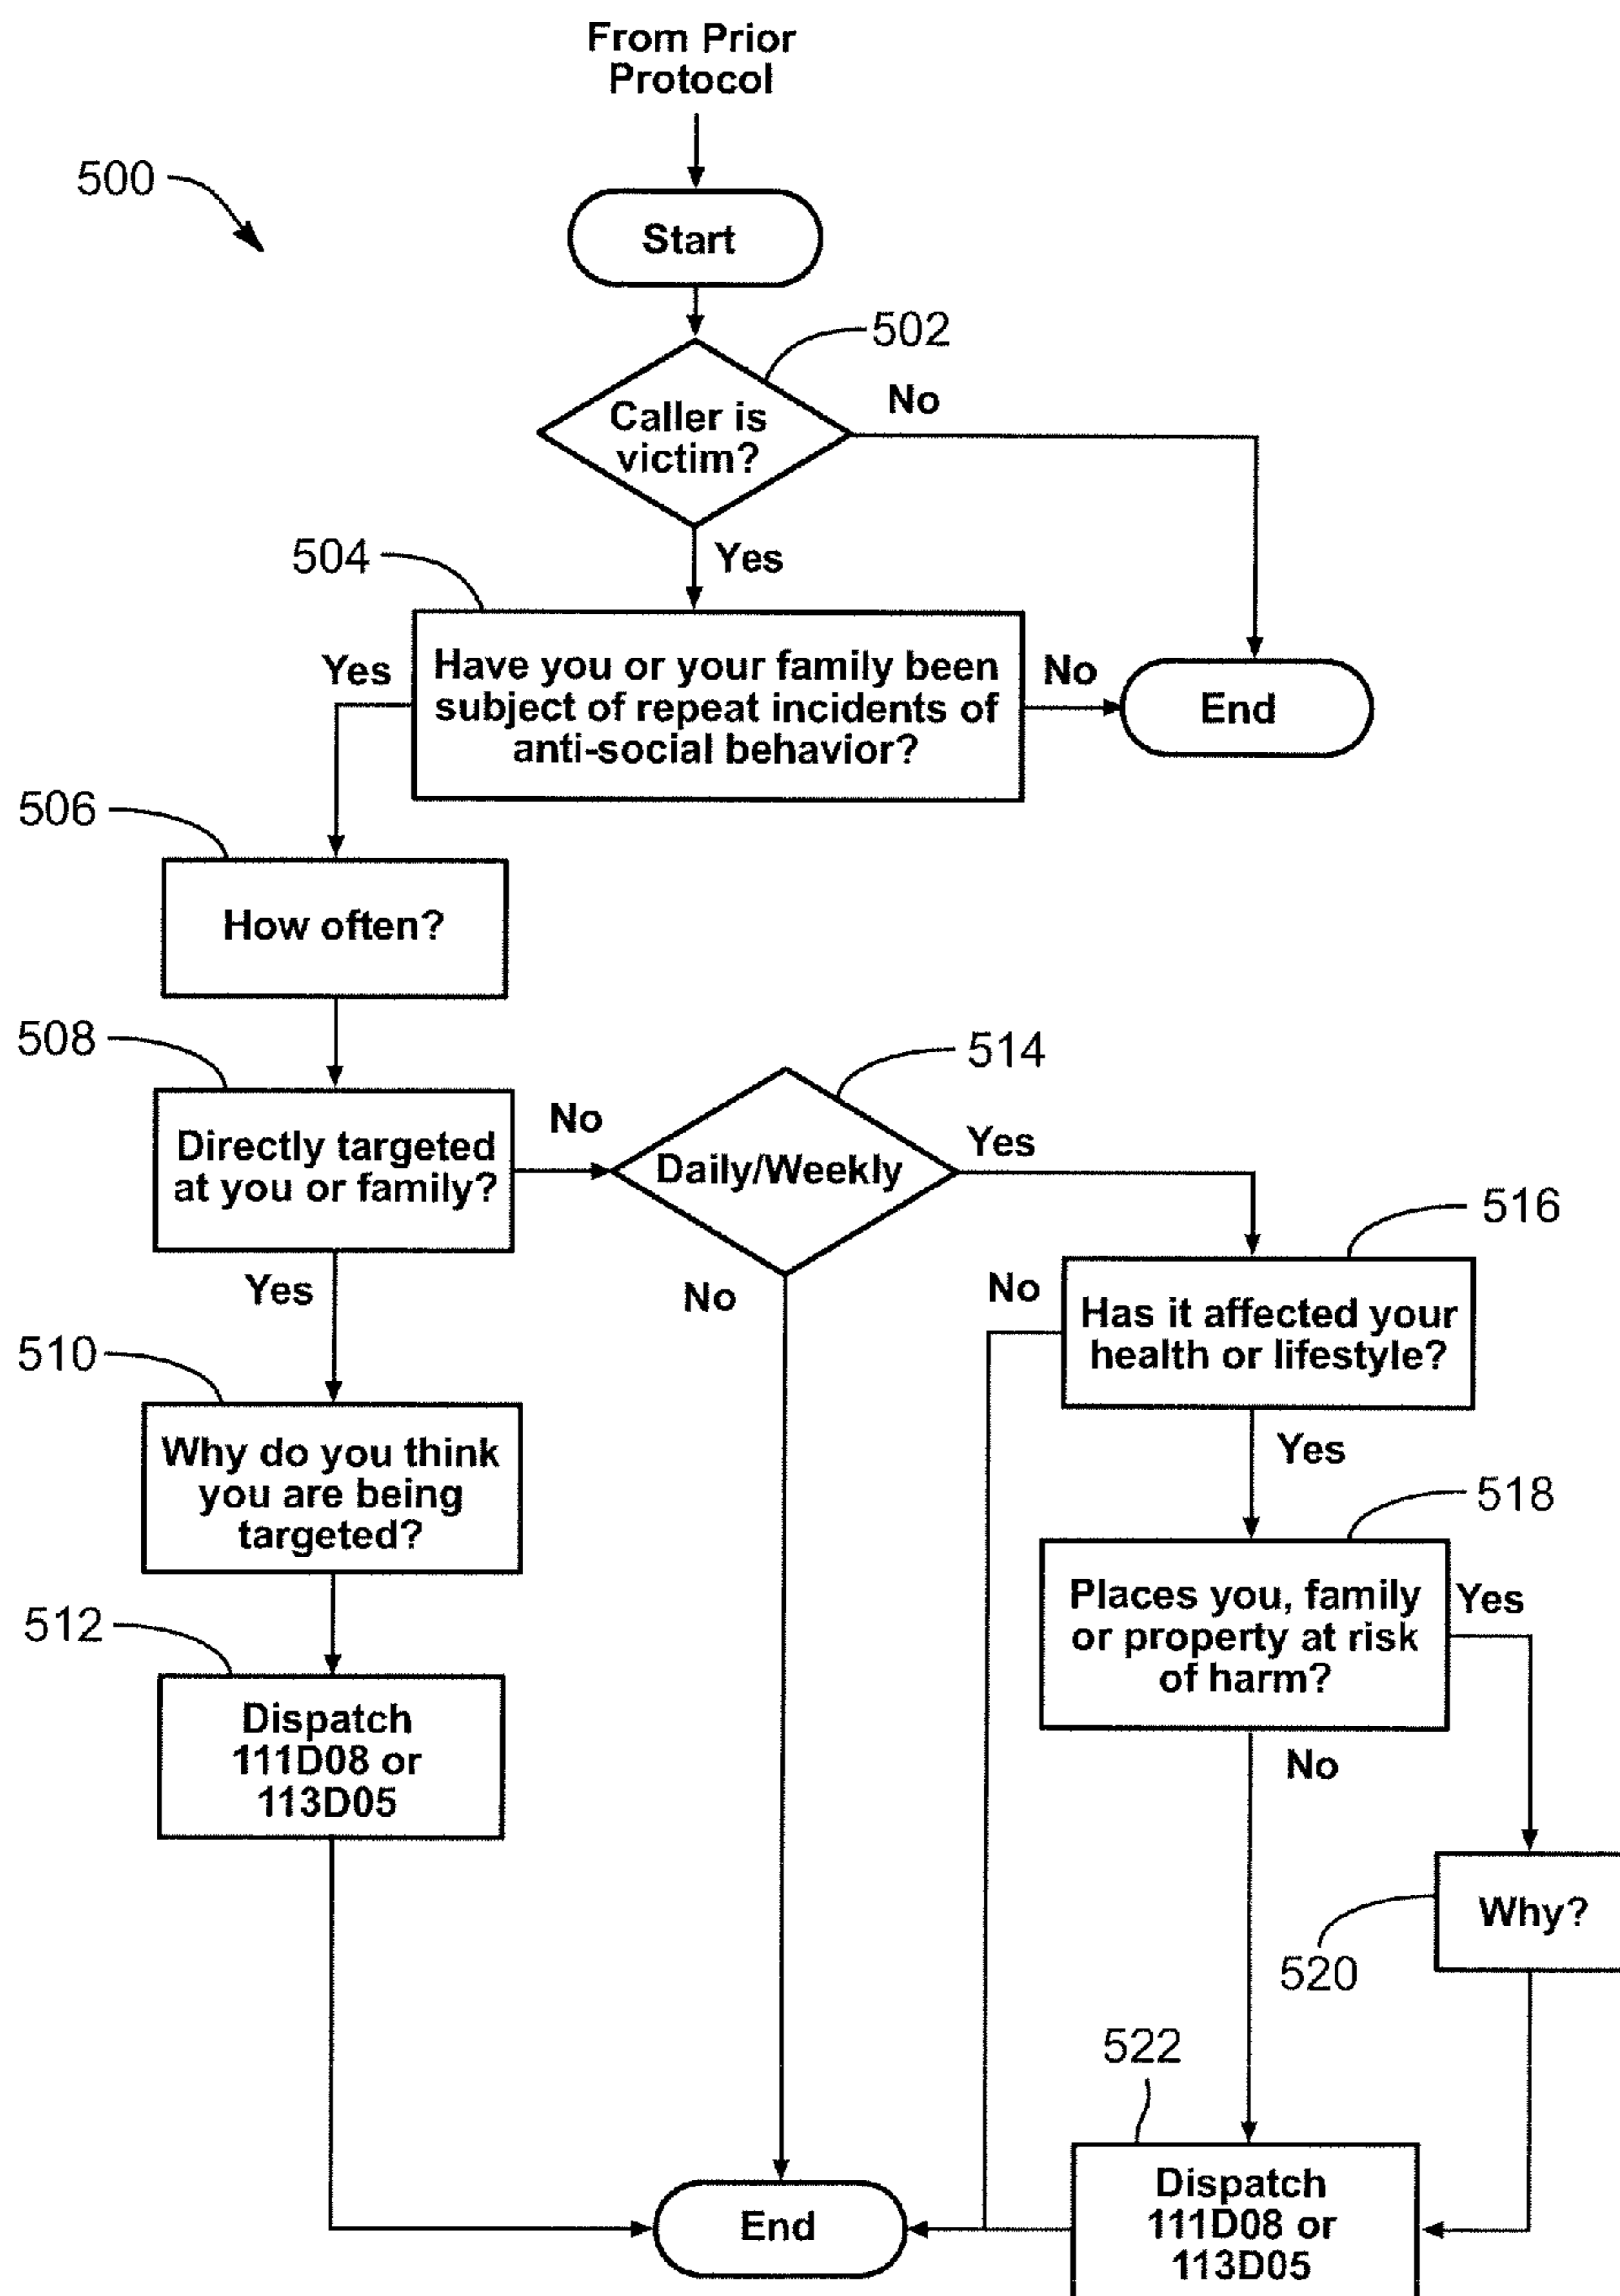 From Prior
Protocol
500
Start
502
Caller is
victim?
No
Yes
504
Have you or your family been
subject of repeat incidents of
anti-social behavior?
Yes
No
End
506
How often?
508
Directly targeted
at you or family?
No
514
Daily/Weekly
Yes
No
516
Has it affected your
health or lifestyle?
No
Yes
Yes
510
Why do you think
you are being
targeted?
518
Places you, family
or property at risk
of harm?
Yes
No
512
Dispatch
111D08 or
113D05
Why?
520
522
Dispatch
111D08 or
113D05
End